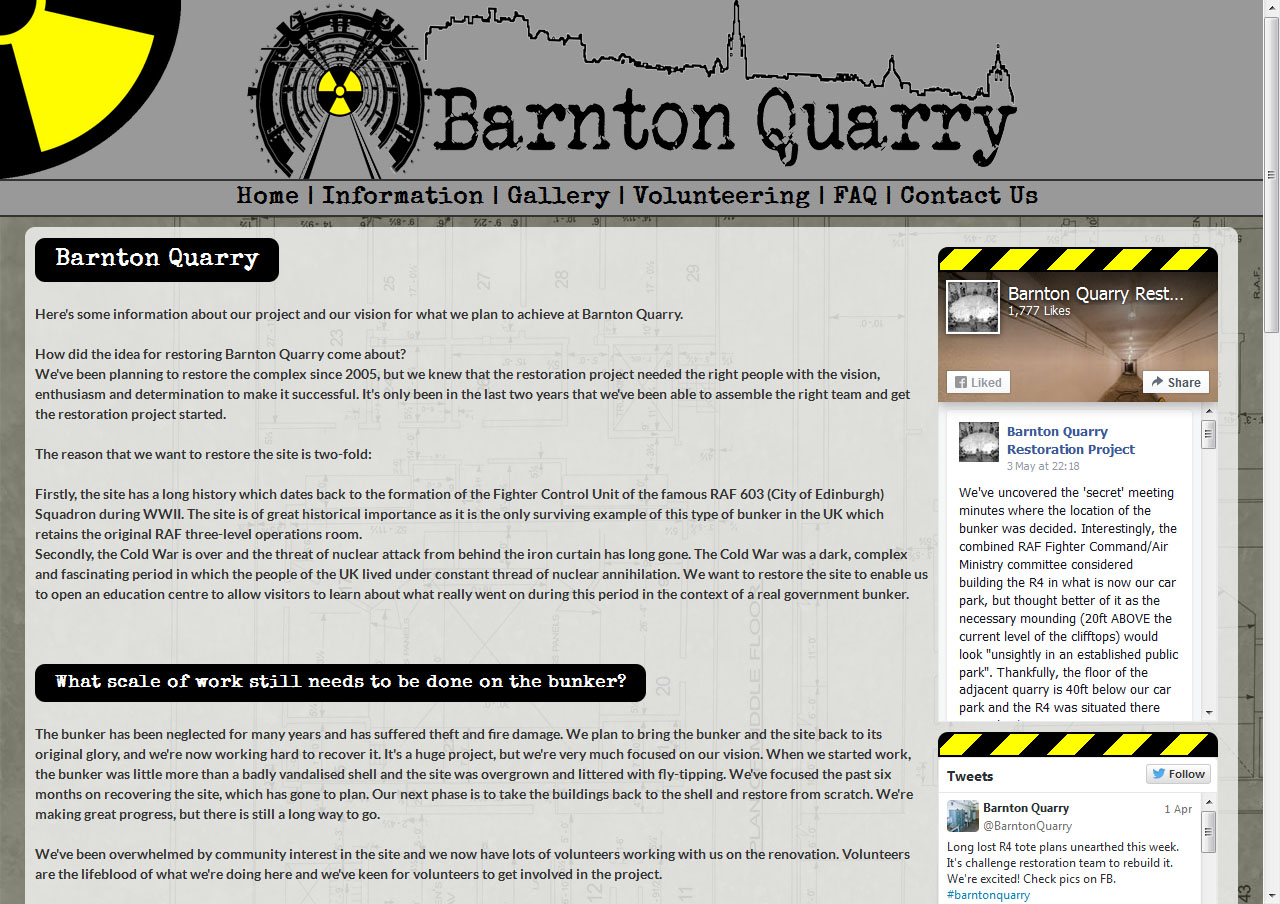 Barnton Quarry
Home | Information | Gallery | Volunteering | FAQ | Contact Us
Barnton Quarry
Here's some information about our project and our vision for what we plan to achieve at Barnton Quarry.
How did the idea for restoring Barnton Quarry come about?
We've been planning to restore the complex since 2005, but we knew that the restoration project needed the right people with the vision,
enthusiasm and determination to make it successful. It's only been in the last two years that we've been able to assemble the right team and get
the restoration project started.
The reason that we want to restore the site is two-fold:
Firstly, the site has a long history which dates back to the formation of the Fighter Control Unit of the famous RAF 603 (City of Edinburgh)
Squadron during WWII. The site is of great historical importance as it is the only surviving example of this type of bunker in the UK which
retains the original RAF three-level operations room.
Secondly, the Cold War is over and the threat of nuclear attack from behind the iron curtain has long gone. The Cold War was a dark, complex
and fascinating period in which the people of the UK lived under constant thread of nuclear annihilation. We want to restore the site to enable us
to open an education centre to allow visitors to learn about what really went on during this period in the context of a real government bunker.
What scale of work still needs to be done on the bunker?
The bunker has been neglected for many years and has suffered theft and fire damage. We plan to bring the bunker and the site back to its
original glory, and we're now working hard to recover it. It's a huge project, but we're very much focused on our vision. When we started work,
the bunker was little more than a badly vandalised shell and the site was overgrown and littered with fly-tipping. We've focused the past six
months on recovering the site, which has gone to plan. Our next phase is to take the buildings back to the shell and restore from scratch. We're
making great progress, but there is still a long way to go.
We've been overwhelmed by community interest in the site and we now have lots of volunteers working with us on the renovation. Volunteers
are the lifeblood of what we're doing here and we've keen for volunteers to get involved in the project.
Barnton Quarry Rest...
1,777 Likes
Liked
Share
Barnton Quarry
Restoration Project
3 May at 22:18
We've uncovered the 'secret' meeting
minutes where the location of the
bunker was decided. Interestingly, the
combined RAF Fighter Command/Air
Ministry committee considered
building the R4 in what is now our car
park, but thought better of it as the
necessary mounding (20ft ABOVE the
current level of the clifftops) would
look "unsightly in an established public
park". Thankfully, the floor of the
adjacent quarry is 40ft below our car
park and the R4 was situated there
Tweets
Follow
Barnton Quarry
1 Apr
@BarntonQuarry
Long lost R4 tote plans unearthed this week.
It's challenge restoration team to rebuild it.
We're excited! Check pics on FB.
#barntonquarry